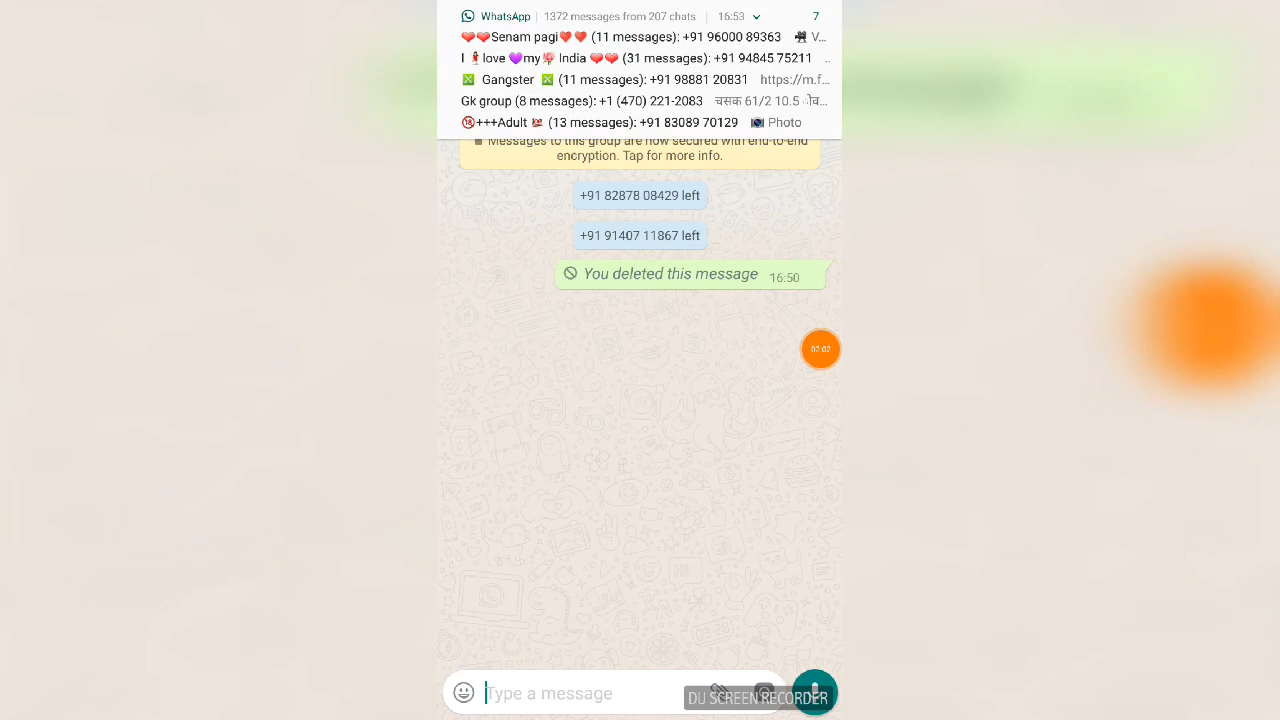 WhatsApp | 1372 messages from 207 chats | 16:53 7
❤️❤️Senam pagi❤️❤️ (11 messages): +91 96000 89363 🎥 V...
I 💃love 💜my🌹 India ❤️❤️ (31 messages): +91 94845 75211 ..
❎ Gangster ❎ (11 messages): +91 98881 20831 https://m.f...
Gk group (8 messages): +1 (470) 221-2083 चसक 61/2 10.5 ोव...
🔞+++Adult 💌 (13 messages): +91 83089 70129 📷 Photo
Messages to this group are now secured with end-to-end
encryption. Tap for more info.
+91 82878 08429 left
+91 91407 11867 left
You deleted this message 16:50
02:02
Type a message
DU SCREEN RECORDER